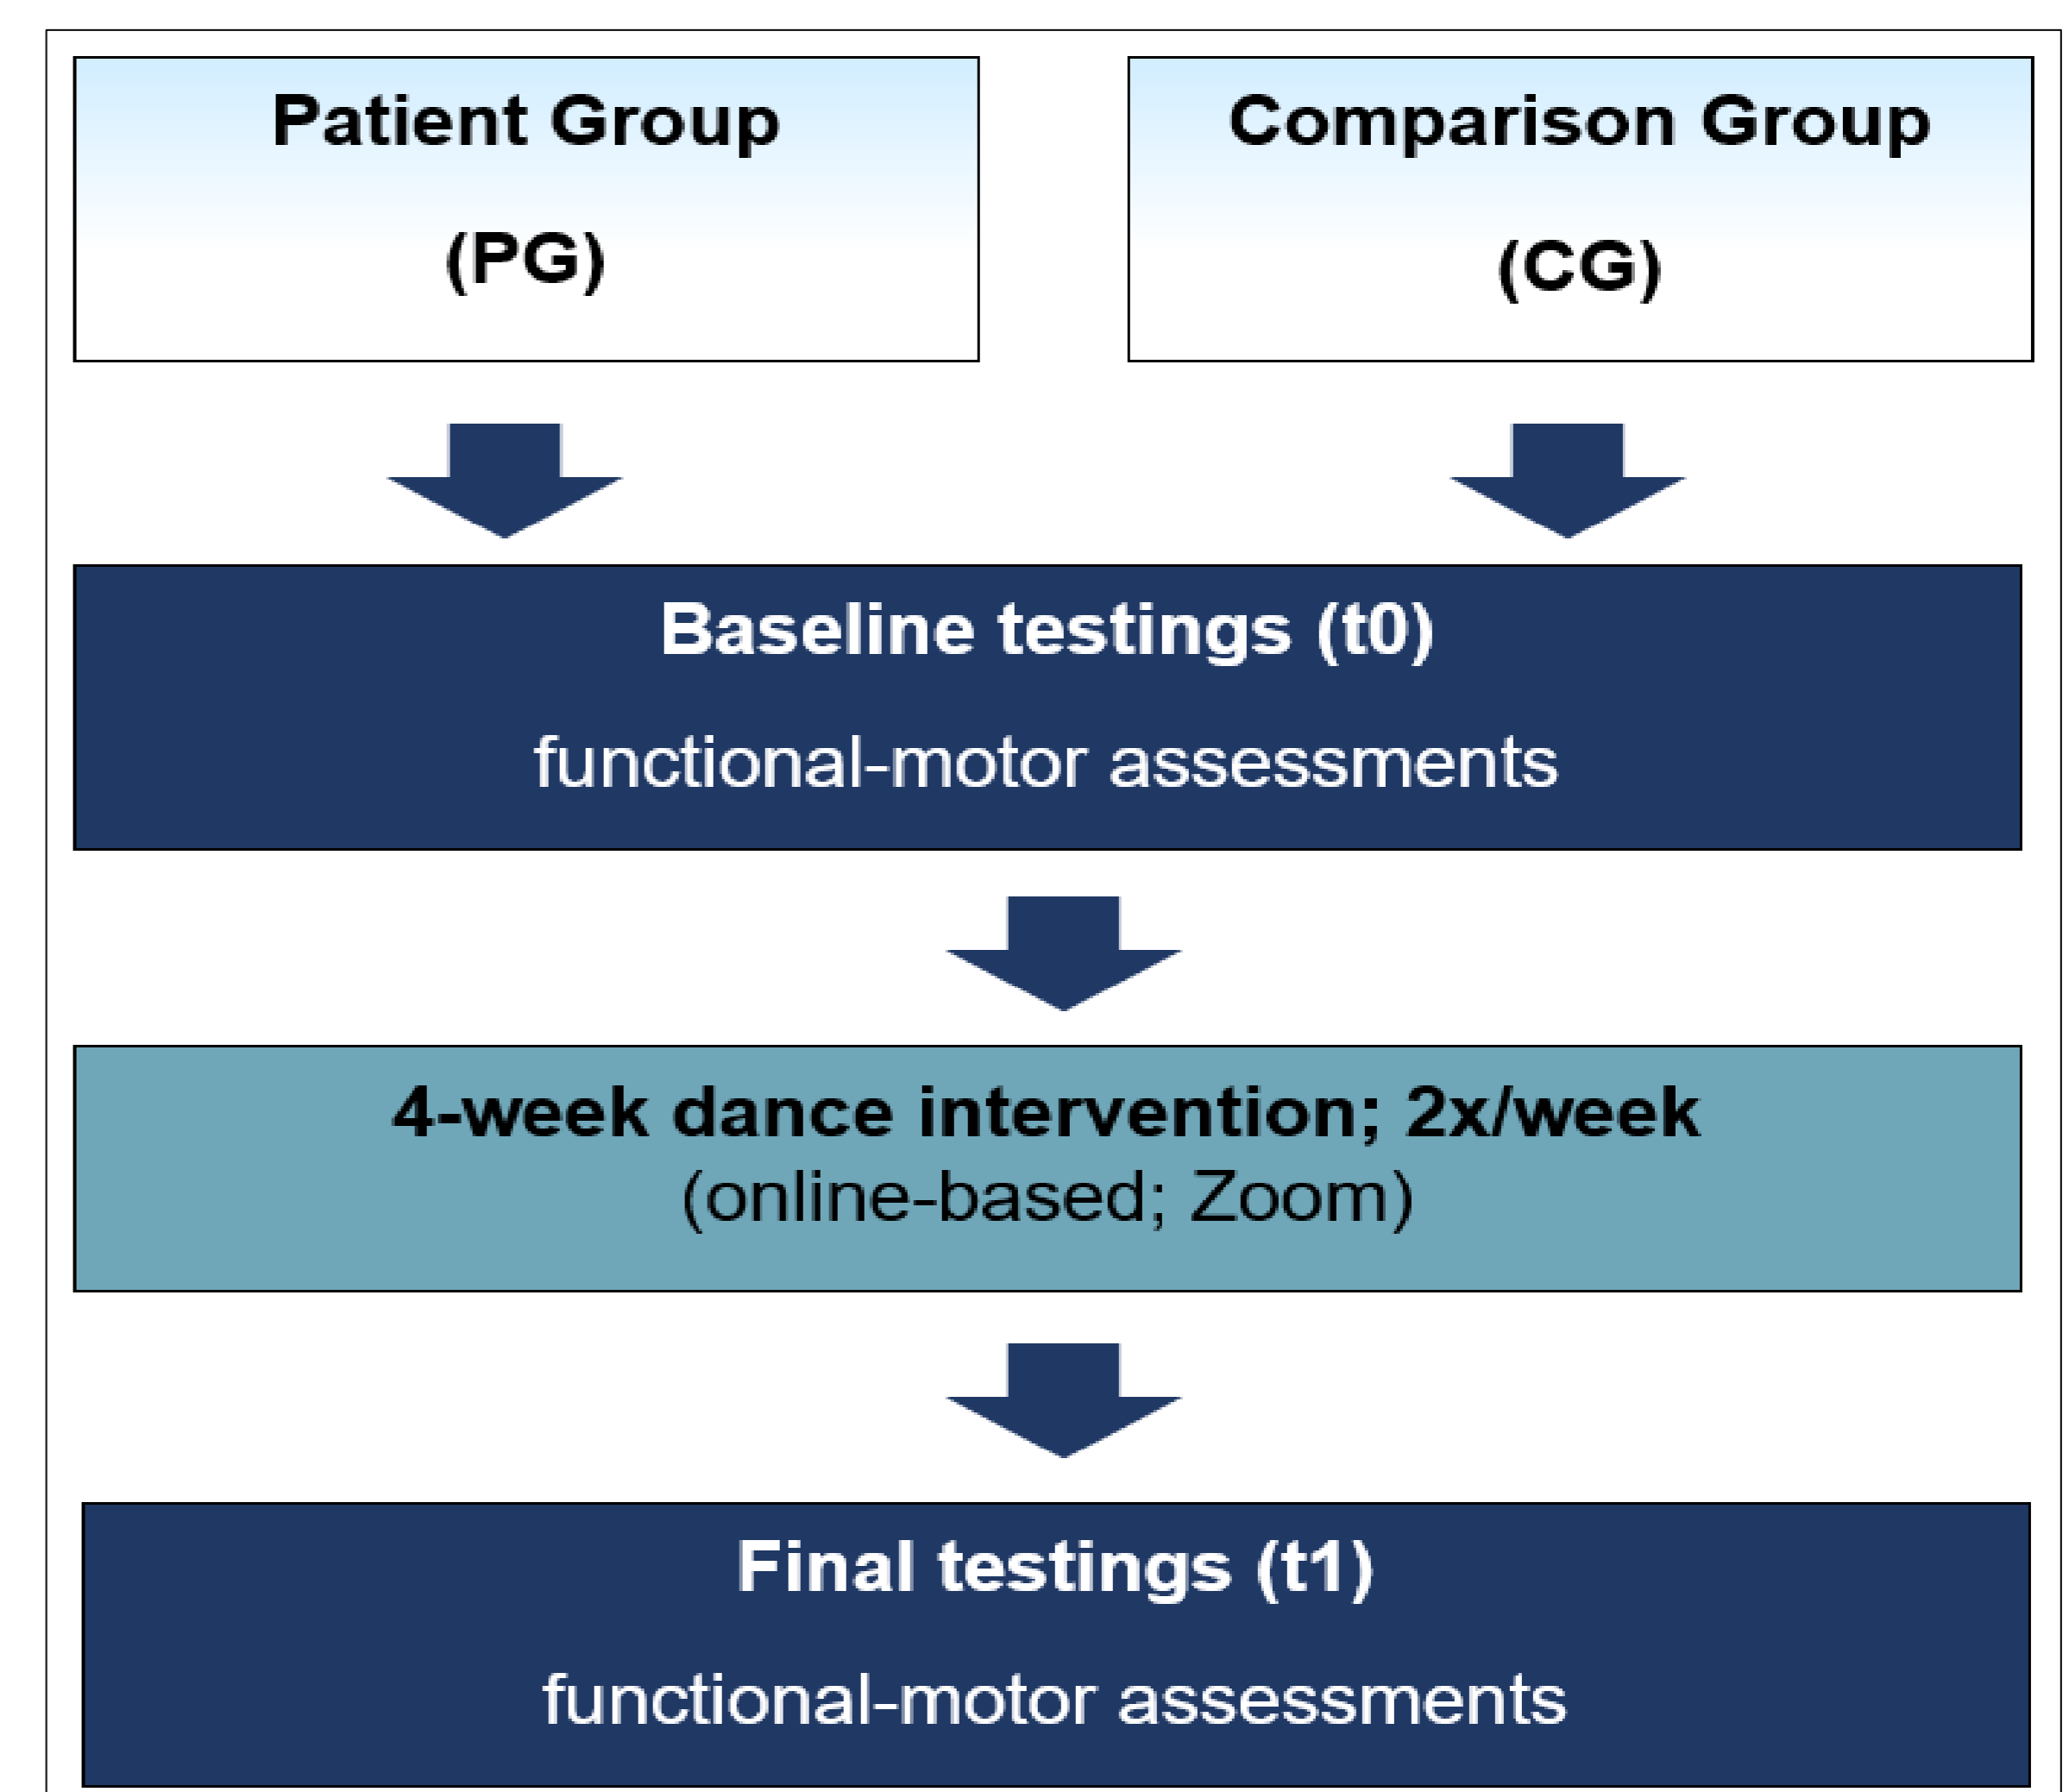 Patient Group
(PG)
Comparison Group
(CG)
Baseline testings (t0)
functional-motor assessments
4-week dance intervention; 2x/week
(online-based; Zoom)
Final testings (t1)
functional-motor assessments